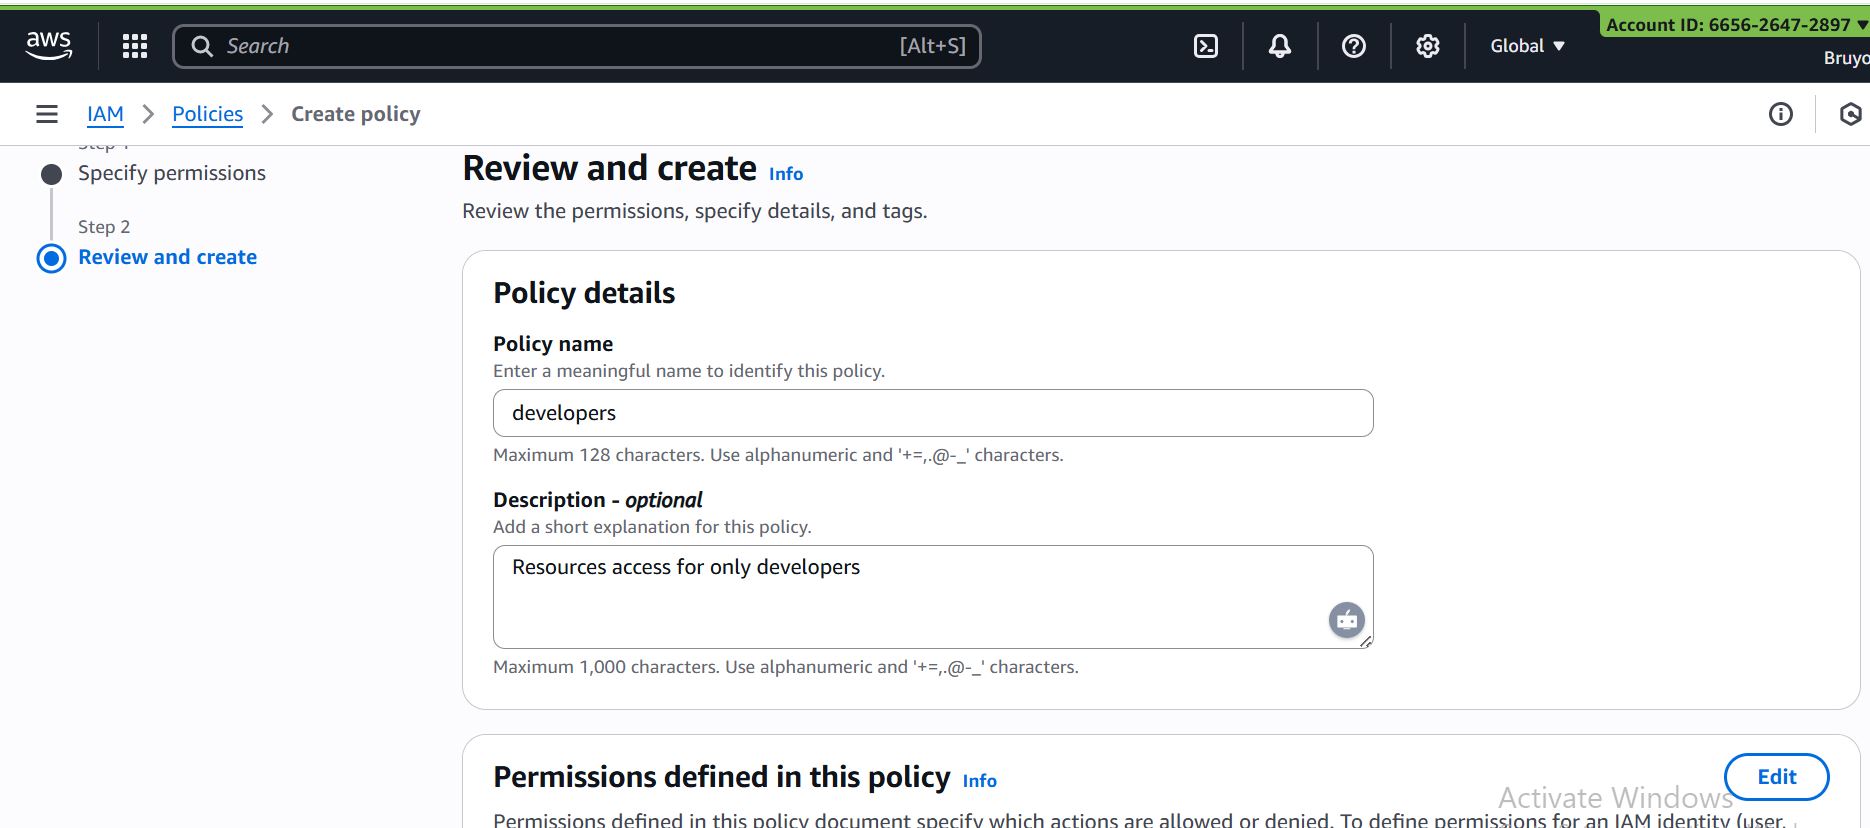 Account ID: 6656-2647-2897
aws
Search
[Alt+S]
Global
Bruyo
IAM
Policies
Create policy
Step 1
Specify permissions
Step 2
Review and create
Review and create Info
Review the permissions, specify details, and tags.
Policy details
Policy name
Enter a meaningful name to identify this policy.
developers
Maximum 128 characters. Use alphanumeric and '+=,.@-_' characters.
Description - optional
Add a short explanation for this policy.
Resources access for only developers
Maximum 1,000 characters. Use alphanumeric and '+=,.@-_' characters.
Permissions defined in this policy Info
Edit
Activate Windows
Permissions defined in this policy document specify which actions are allowed or denied. To define permissions for an IAM identity (user,